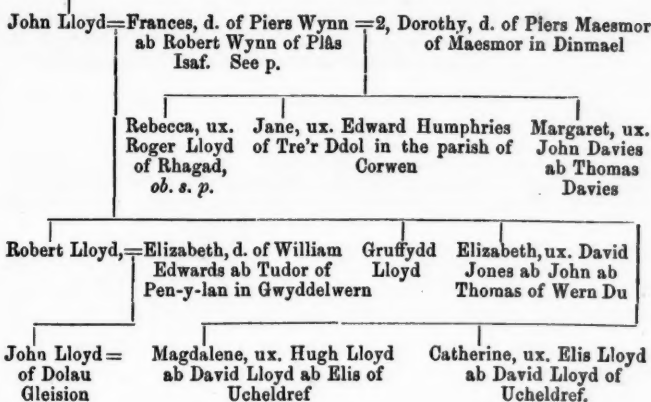 John Lloyd=Frances, d. of Piers Wynn =2, Dorothy, d. of Piers Maesmor
ab Robert Wynn of Plâs of Maesmor in Dinmael
Isaf. See p.
Rebecca, ux. Jane, ux. Edward Humphries Margaret, ux.
Roger Lloyd of Tre'r Ddol in the parish of John Davies
of Rhagad, Corwen ab Thomas
ob. s. p. Davies
Robert Lloyd,=Elizabeth, d. of William Gruffydd Elizabeth, ux. David
Edwards ab Tudor of Lloyd Jones ab John ab
Pen-y-lan in Gwyddelwern Thomas of Wern Du
John Lloyd= Magdalene, ux. Hugh Lloyd Catherine, ux. Elis Lloyd
of Dolau ab David Lloyd ab Elis of ab David Lloyd of
Gleision Ucheldref Ucheldref.